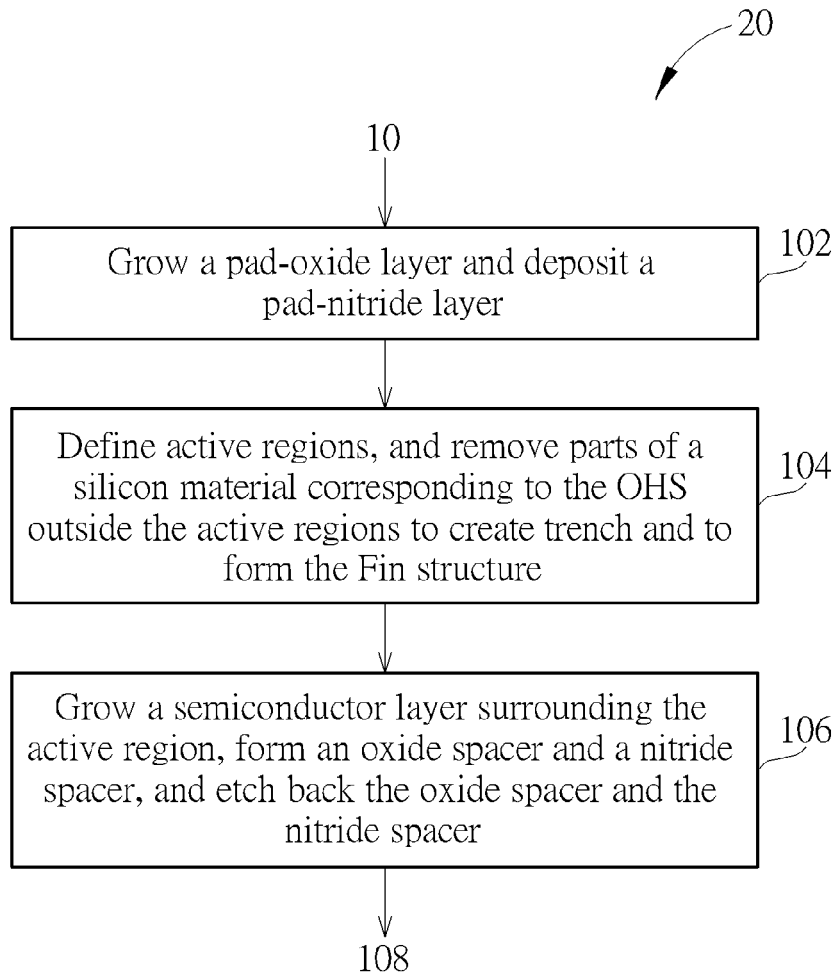 20
10
Grow a pad-oxide layer and deposit a
pad-nitride layer
102
Define active regions, and remove parts of a
silicon material corresponding to the OHS
outside the active regions to create trench and to
form the Fin structure
104
Grow a semiconductor layer surrounding the
active region, form an oxide spacer and a nitride
spacer, and etch back the oxide spacer and the
nitride spacer
106
108